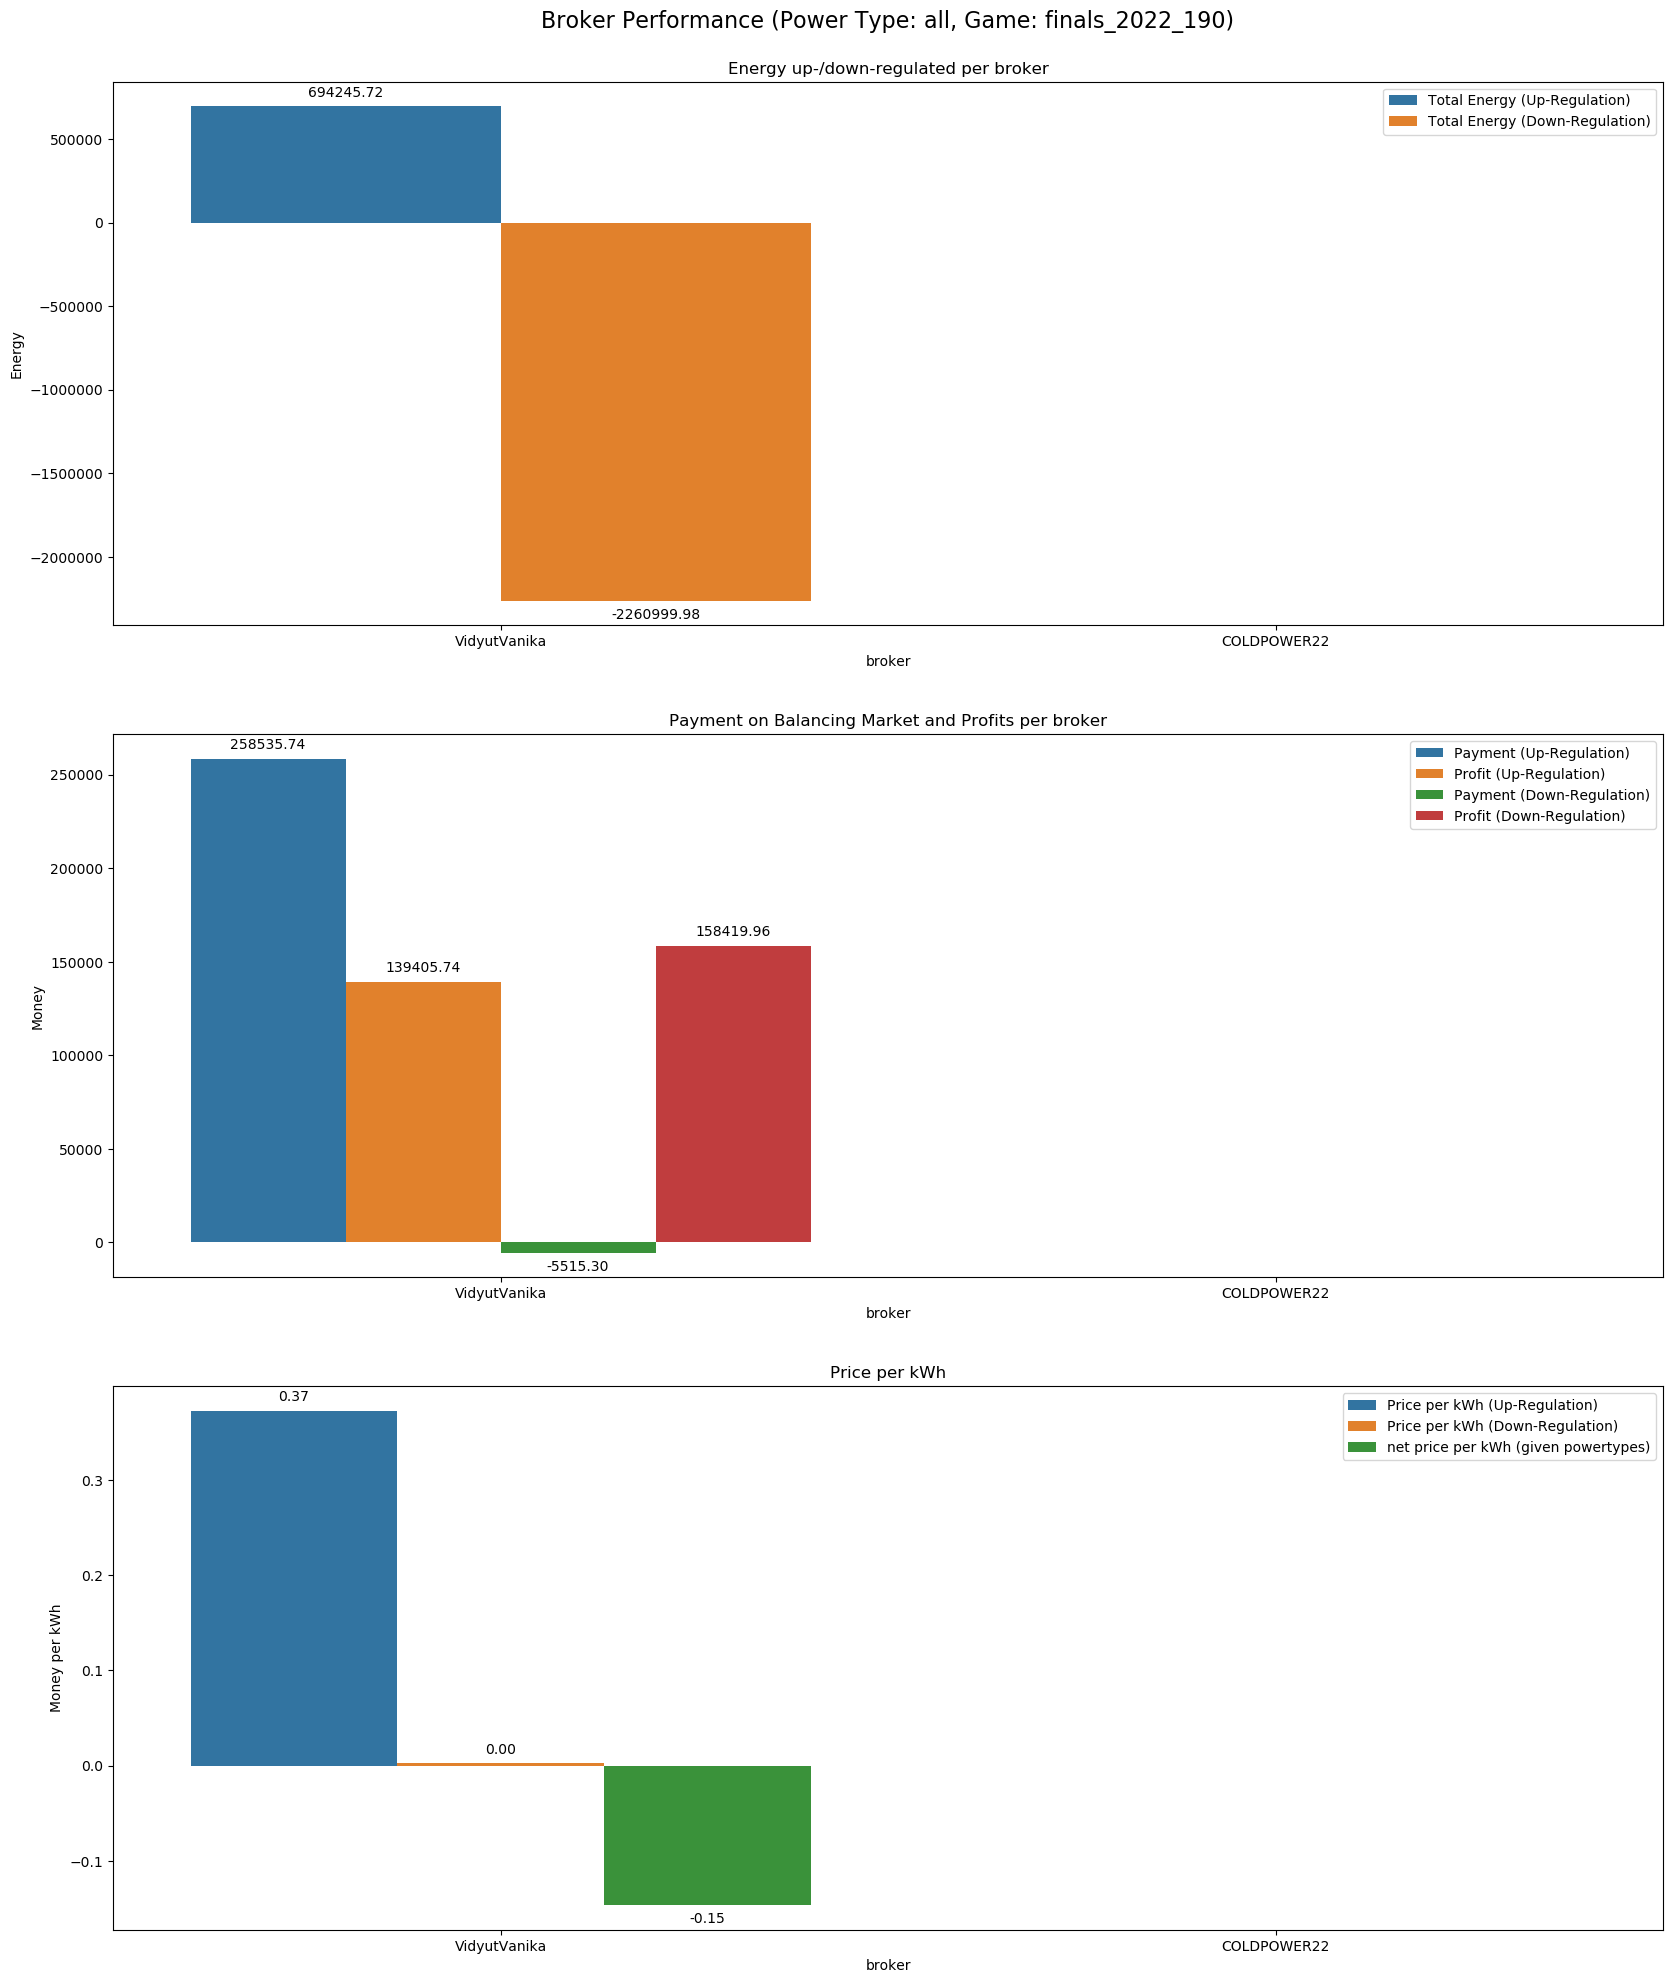 Broker Performance (Power Type: all, Game: finals_2022_190)
Energy up-/down-regulated per broker
694245.72
Total Energy (Up-Regulation)
Total Energy (Down-Regulation)
500000
0
−500000
−1000000
−1500000
−2000000
Energy
-2260999.98
VidyutVanika
COLDPOWER22
broker
Payment on Balancing Market and Profits per broker
258535.74
Payment (Up-Regulation)
Profit (Up-Regulation)
Payment (Down-Regulation)
Profit (Down-Regulation)
250000
200000
150000
100000
50000
0
Money
139405.74
158419.96
-5515.30
VidyutVanika
COLDPOWER22
broker
Price per kWh
0.37
Price per kWh (Up-Regulation)
Price per kWh (Down-Regulation)
net price per kWh (given powertypes)
0.3
0.2
0.1
0.0
−0.1
Money per kWh
0.00
-0.15
VidyutVanika
COLDPOWER22
broker